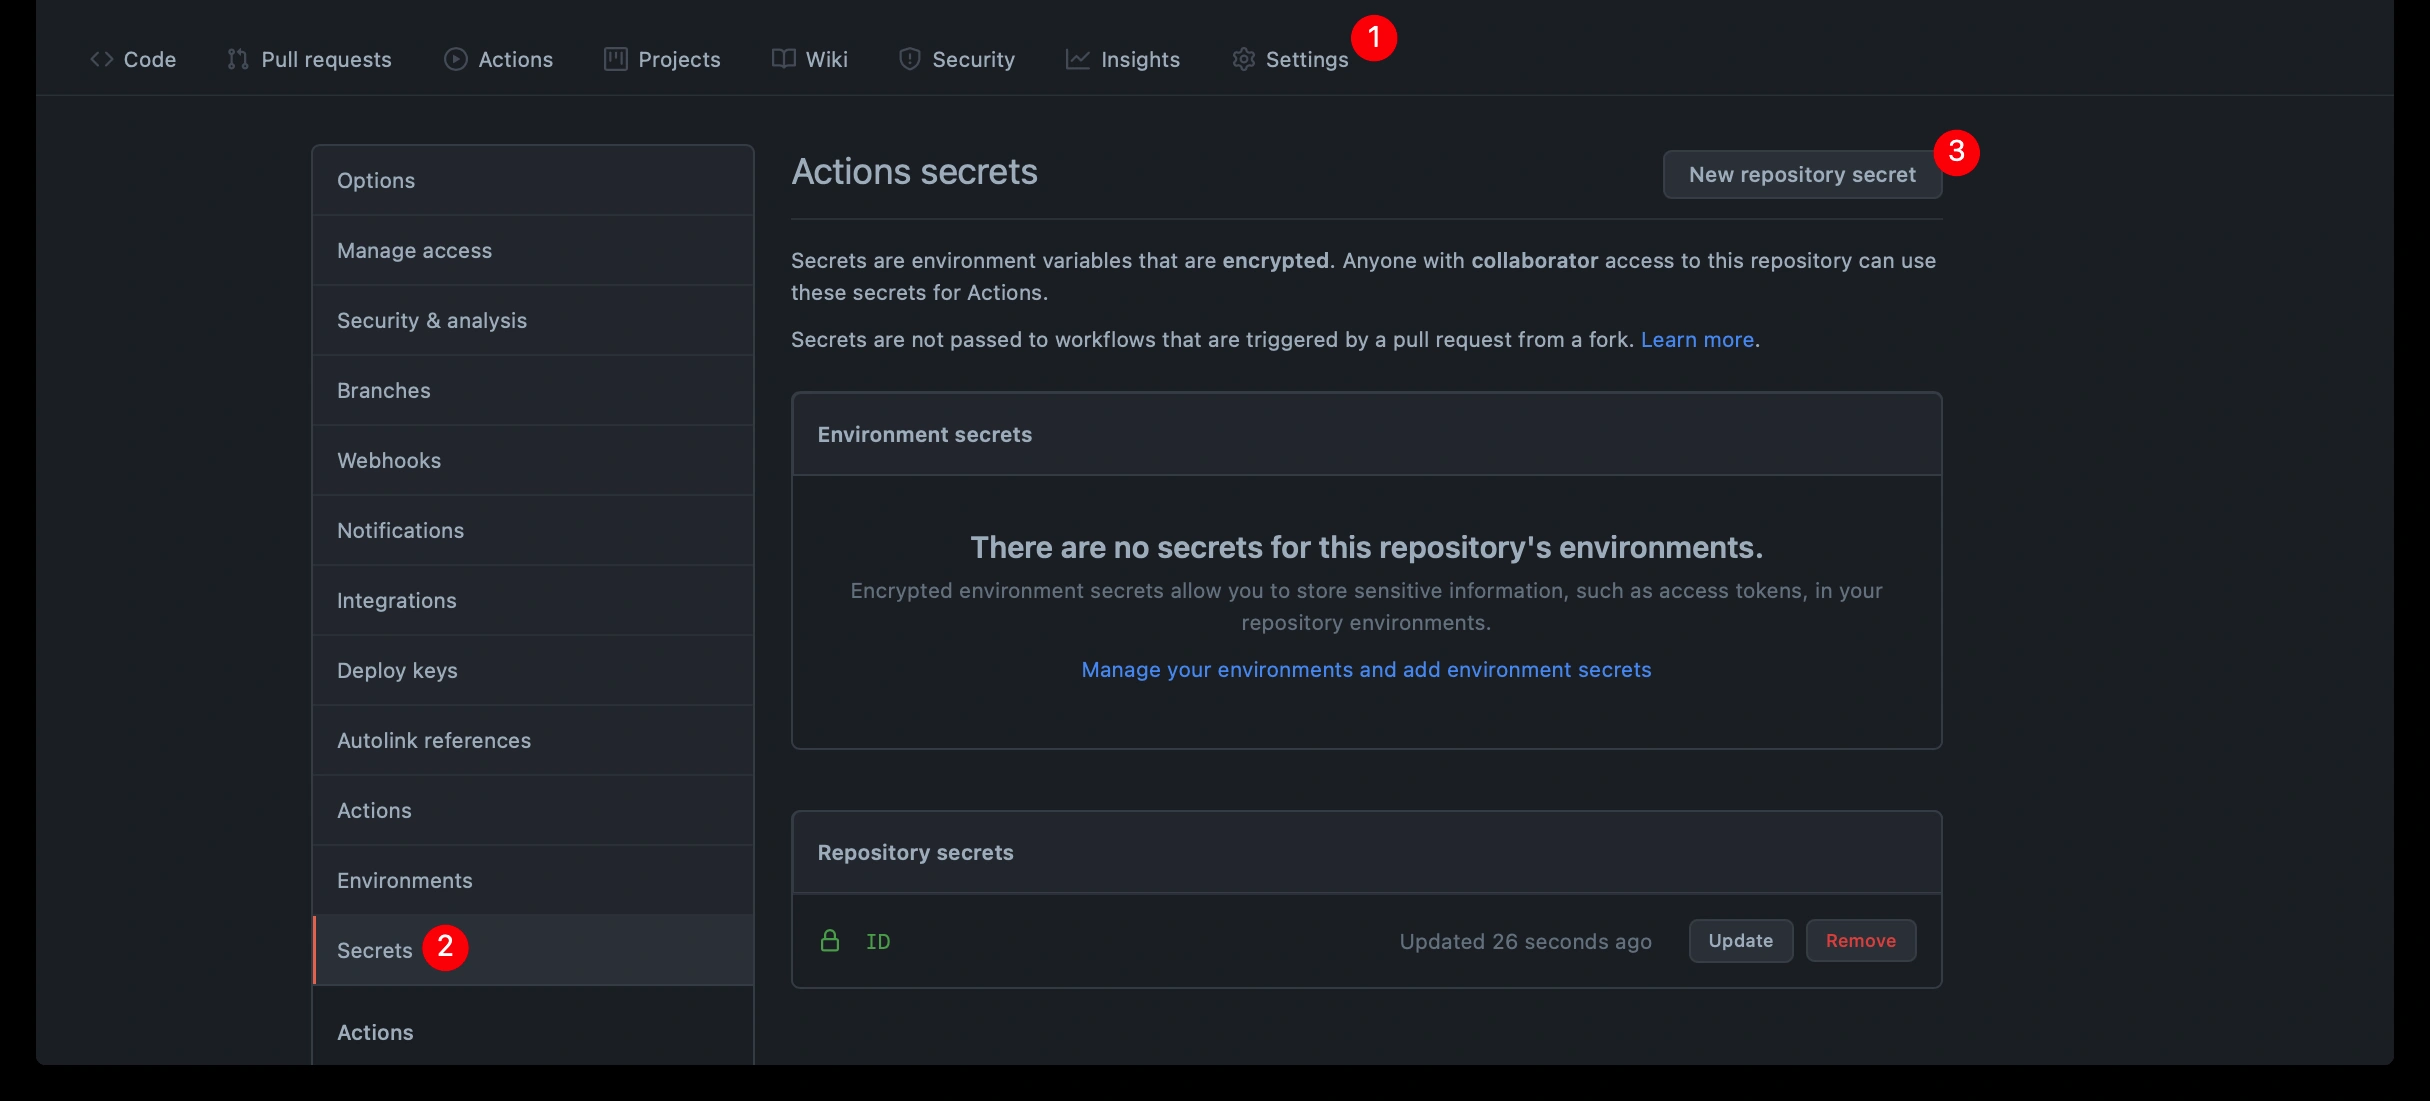 Code Pull requests Actions Projects Wiki Security Insights Settings 1
Options
Manage access
Security & analysis
Branches
Webhooks
Notifications
Integrations
Deploy keys
Autolink references
Actions
Environments
Secrets 2
Actions
Actions secrets
New repository secret 3
Secrets are environment variables that are encrypted. Anyone with collaborator access to this repository can use
these secrets for Actions.
Secrets are not passed to workflows that are triggered by a pull request from a fork. Learn more.
Environment secrets
There are no secrets for this repository's environments.
Encrypted environment secrets allow you to store sensitive information, such as access tokens, in your
repository environments.
Manage your environments and add environment secrets
Repository secrets
ID Updated 26 seconds ago Update Remove